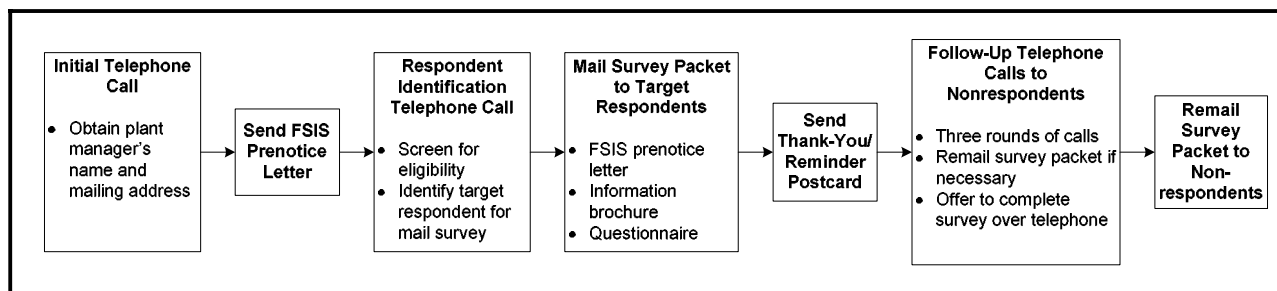 Initial Telephone
Call
• Obtain plant
manager's
name and
mailing address
Send FSIS
Prenotice
Letter
Respondent
Identification
Telephone Call
• Screen for
eligibility
• Identify target
respondent for
mail survey
Mail Survey Packet
to Target
Respondents
• FSIS prenotice
letter
• Information
brochure
• Questionnaire
Send
Thank-You/
Reminder
Postcard
Follow-Up Telephone
Calls to
Nonrespondents
• Three rounds of calls
• Remail survey packet if
necessary
• Offer to complete
survey over telephone
Remail
Survey
Packet to
Non-
respondents